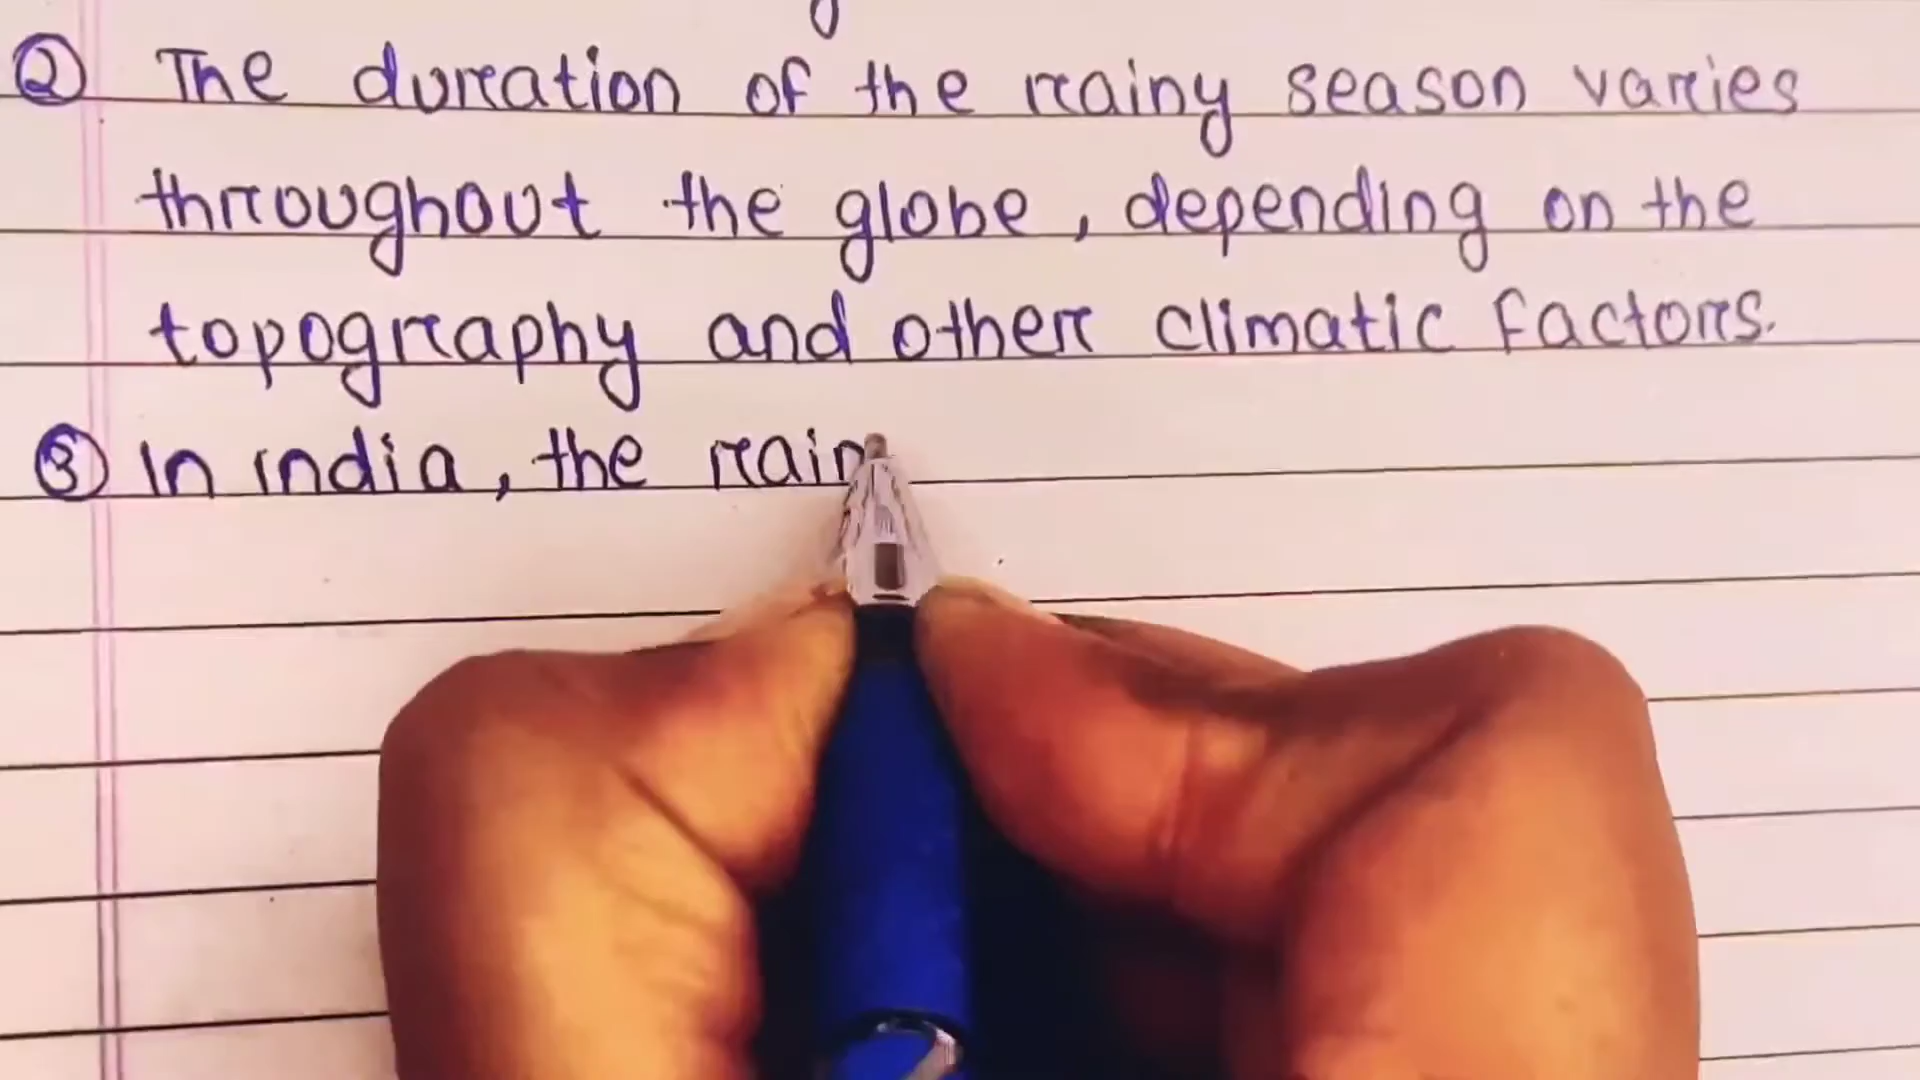 ② The duration of the rainy season varies
throughout the globe, depending on the
topography and other climatic factors.
③ In india, the rain